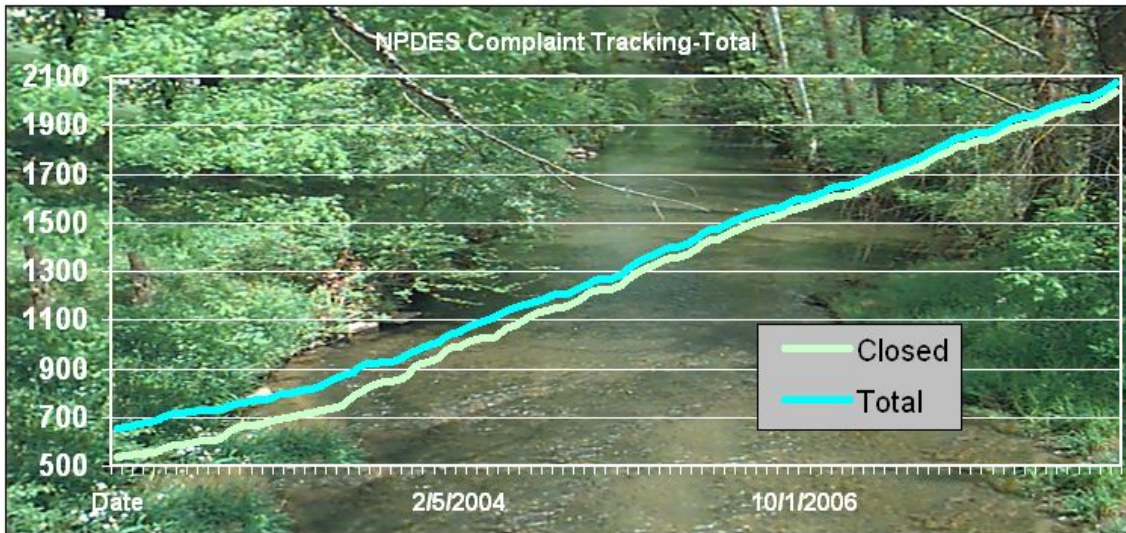 NPDES Complaint Tracking-Total
2100
1900
1700
1500
1300
1100
900
700
500
Closed
Total
Date 2/5/2004 10/1/2006